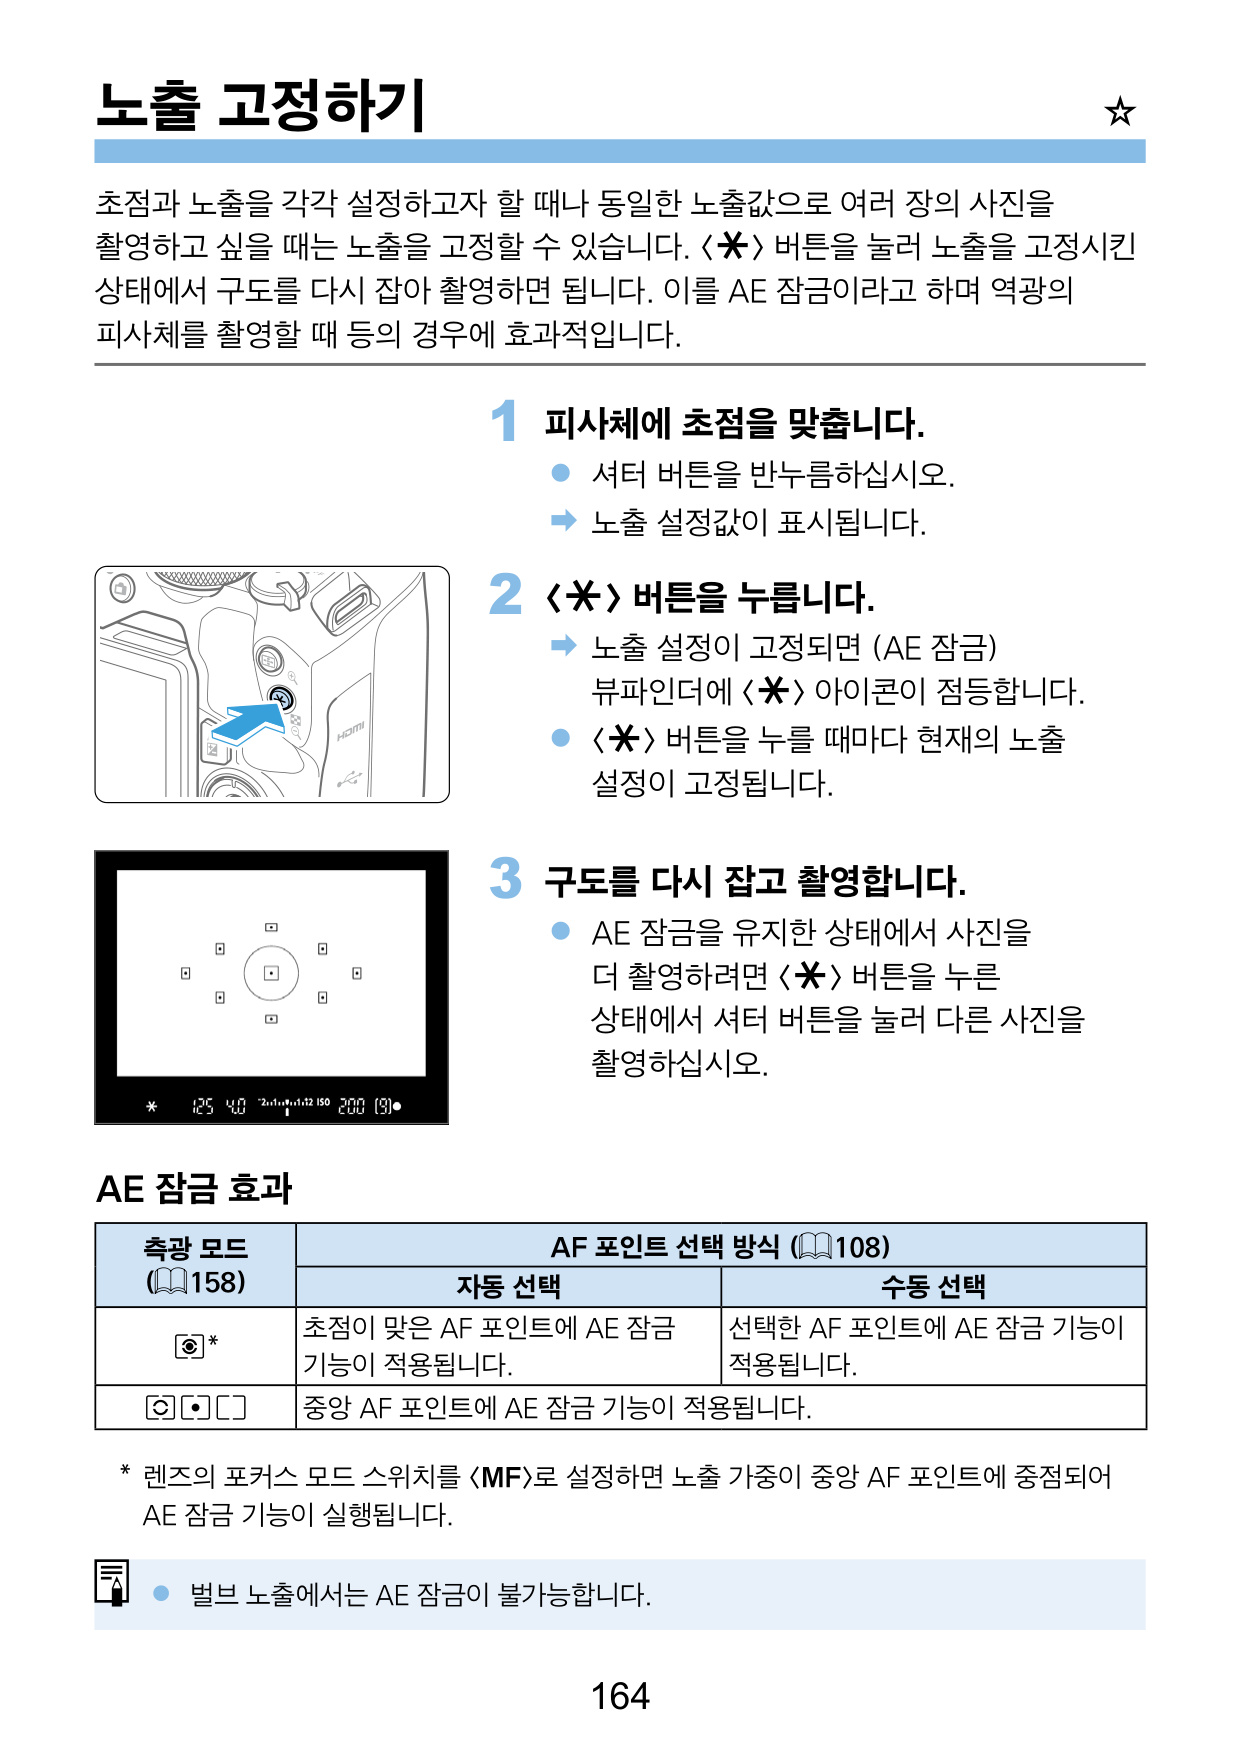 노출 고정하기 ☆
초점과 노출을 각각 설정하고자 할 때나 동일한 노출값으로 여러 장의 사진을
촬영하고 싶을 때는 노출을 고정할 수 있습니다. 〈✱〉 버튼을 눌러 노출을 고정시킨
상태에서 구도를 다시 잡아 촬영하면 됩니다. 이를 AE 잠금이라고 하며 역광의
피사체를 촬영할 때 등의 경우에 효과적입니다.
1 피사체에 초점을 맞춥니다.
● 셔터 버튼을 반누름하십시오.
➡ 노출 설정값이 표시됩니다.
HDMI
2 〈✱〉 버튼을 누릅니다.
➡ 노출 설정이 고정되면 (AE 잠금)
뷰파인더에 〈✱〉 아이콘이 점등합니다.
● 〈✱〉 버튼을 누를 때마다 현재의 노출
설정이 고정됩니다.
✱ 125 4.0 -2..1..▼..1.:2 ISO 200 [9]●
3 구도를 다시 잡고 촬영합니다.
● AE 잠금을 유지한 상태에서 사진을
더 촬영하려면 〈✱〉 버튼을 누른
상태에서 셔터 버튼을 눌러 다른 사진을
촬영하십시오.
AE 잠금 효과
측광 모드
(158)
AF 포인트 선택 방식 (108)
자동 선택 수동 선택
*
초점이 맞은 AF 포인트에 AE 잠금
기능이 적용됩니다.
선택한 AF 포인트에 AE 잠금 기능이
적용됩니다.
중앙 AF 포인트에 AE 잠금 기능이 적용됩니다.
* 렌즈의 포커스 모드 스위치를 〈MF〉로 설정하면 노출 가중이 중앙 AF 포인트에 중점되어
AE 잠금 기능이 실행됩니다.
● 벌브 노출에서는 AE 잠금이 불가능합니다.
164